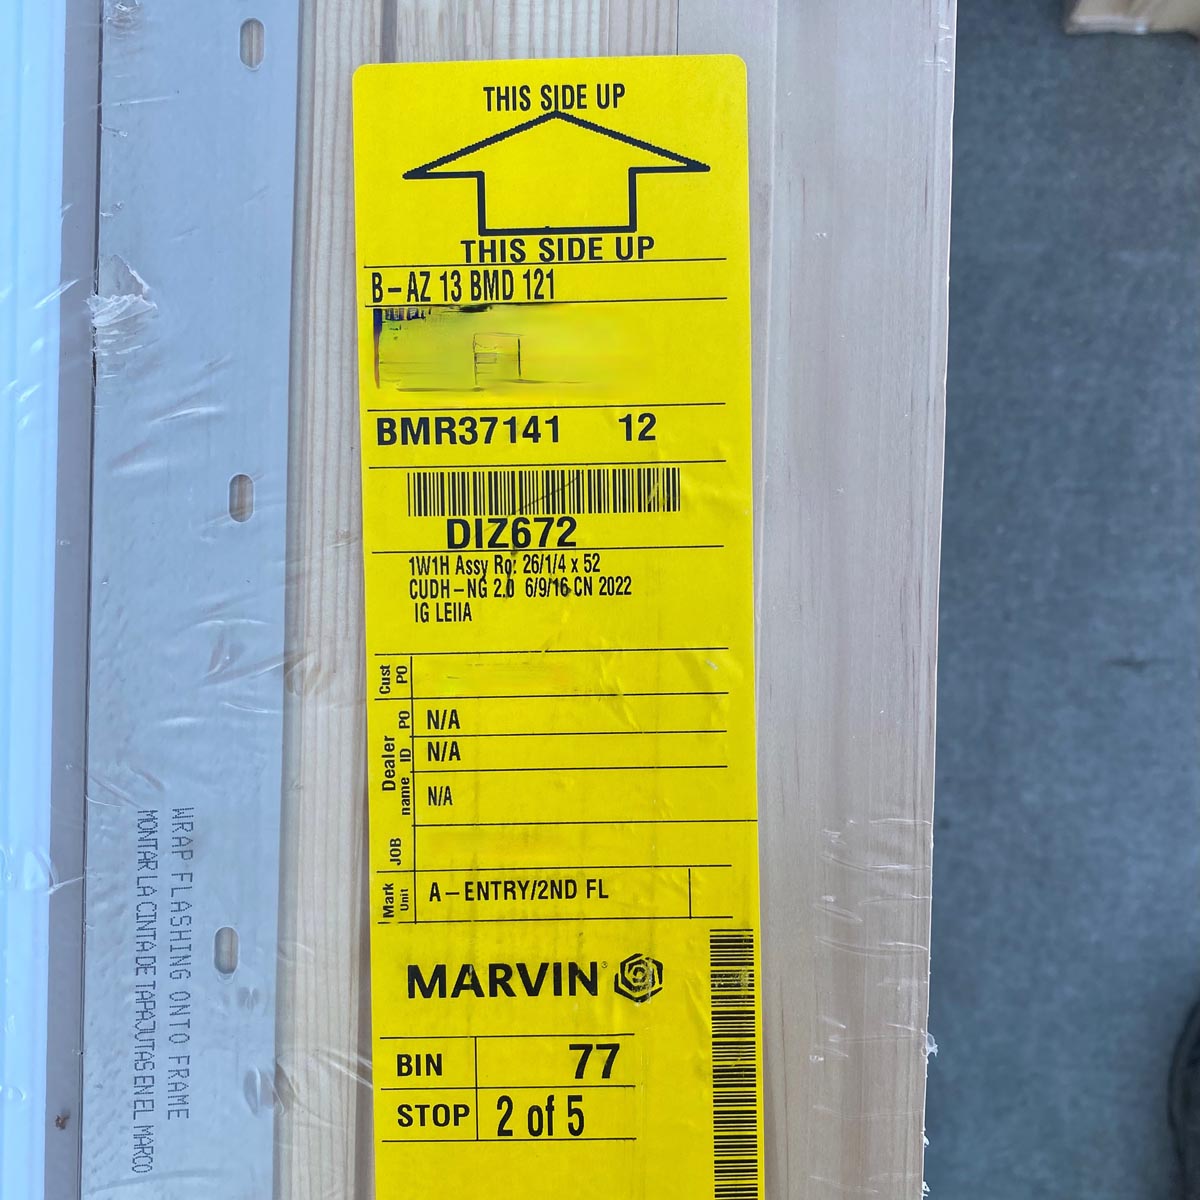 THIS SIDE UP
THIS SIDE UP
B-AZ 13 BMD 121
BMR37141 12
DIZ672
1W1H Assy Ro: 26/1/4 x 52
CUDH-NG 2.0 6/9/16 CN 2022
IG LEIIA
Cust PO
Dealer
PO N/A
ID N/A
name N/A
JOB
Mark Unit A-ENTRY/2ND FL
MARVIN®
BIN 77
STOP 2 of 5
WRAP FLASHING ONTO FRAME
MONTAR LA CINTA DE TAPAJUTAS EN EL MARCO